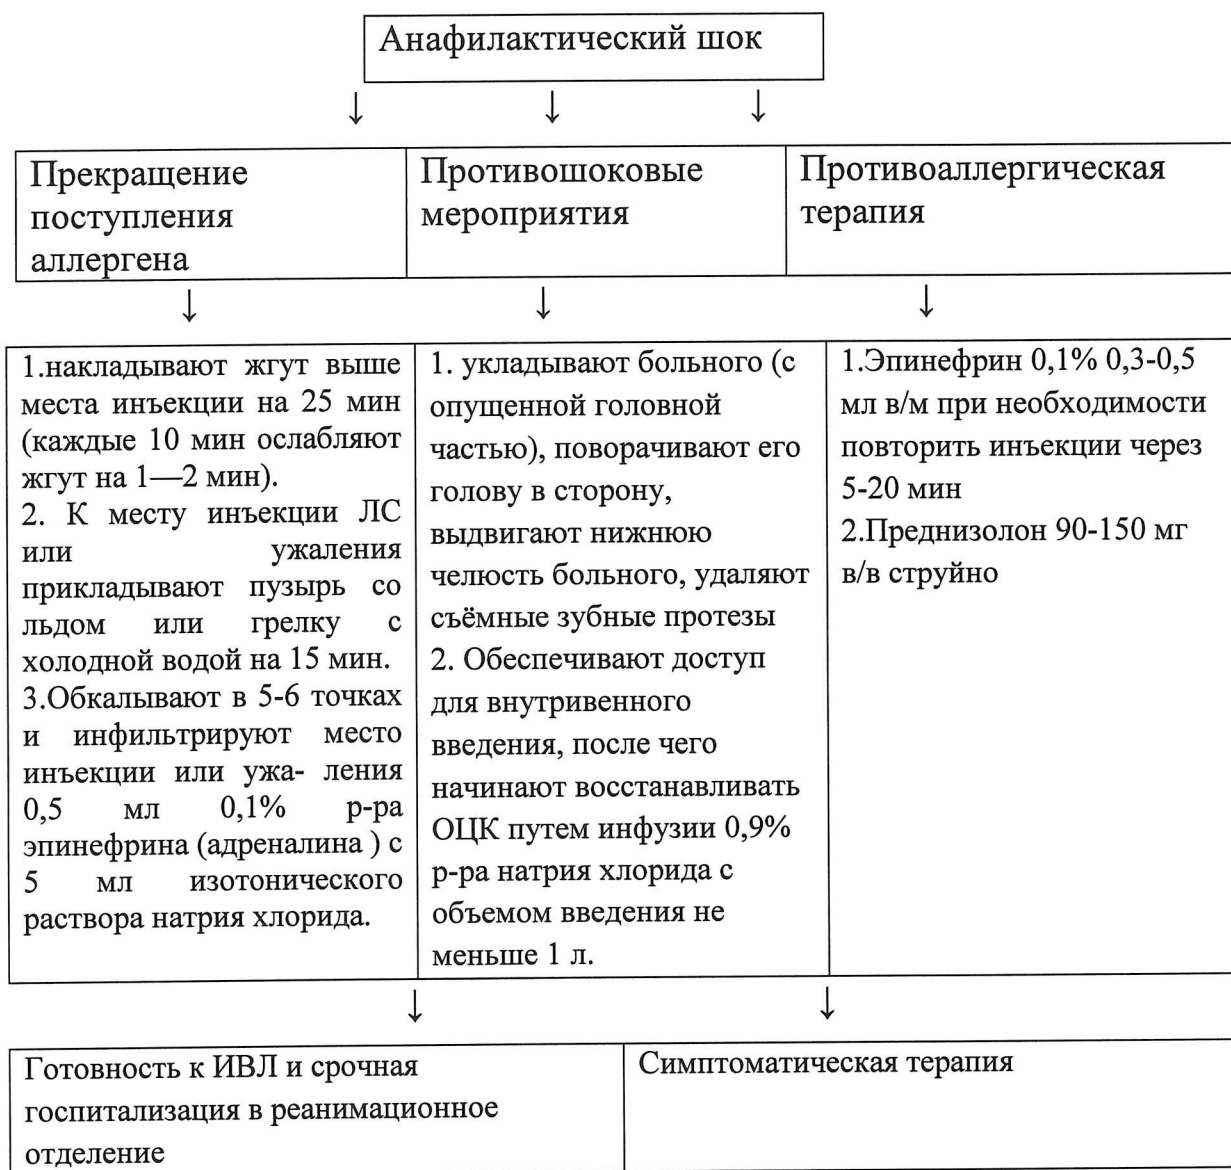 Анафилактический шок
↓ ↓ ↓
Прекращение
поступления
аллергена
Противошоковые
мероприятия
Противоаллергическая
терапия
↓ ↓ ↓
1.накладывают жгут выше
места инъекции на 25 мин
(каждые 10 мин ослабляют
жгут на 1—2 мин).
2. К месту инъекции ЛС
или ужаления
прикладывают пузырь со
льдом или грелку с
холодной водой на 15 мин.
3.Обкалывают в 5-6 точках
и инфильтрируют место
инъекции или ужа- ления
0,5 мл 0,1% р-ра
эпинефрина (адреналина ) с
5 мл изотонического
раствора натрия хлорида.
1. укладывают больного (с
опущенной головной
частью), поворачивают его
голову в сторону,
выдвигают нижнюю
челюсть больного, удаляют
съёмные зубные протезы
2. Обеспечивают доступ
для внутривенного
введения, после чего
начинают восстанавливать
ОЦК путем инфузии 0,9%
р-ра натрия хлорида с
объемом введения не
меньше 1 л.
1.Эпинефрин 0,1% 0,3-0,5
мл в/м при необходимости
повторить инъекции через
5-20 мин
2.Преднизолон 90-150 мг
в/в струйно
↓ ↓
Готовность к ИВЛ и срочная
госпитализация в реанимационное
отделение
Симптоматическая терапия